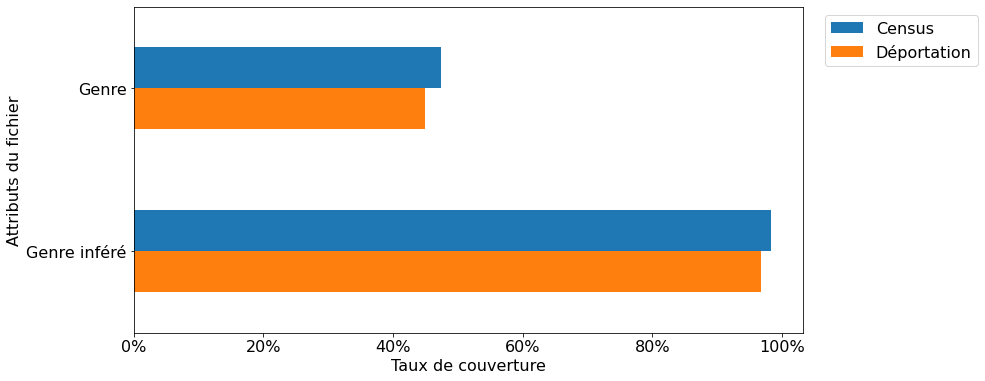 Census
Déportation
Genre
Genre inféré
Attributs du fichier
0% 20% 40% 60% 80% 100%
Taux de couverture